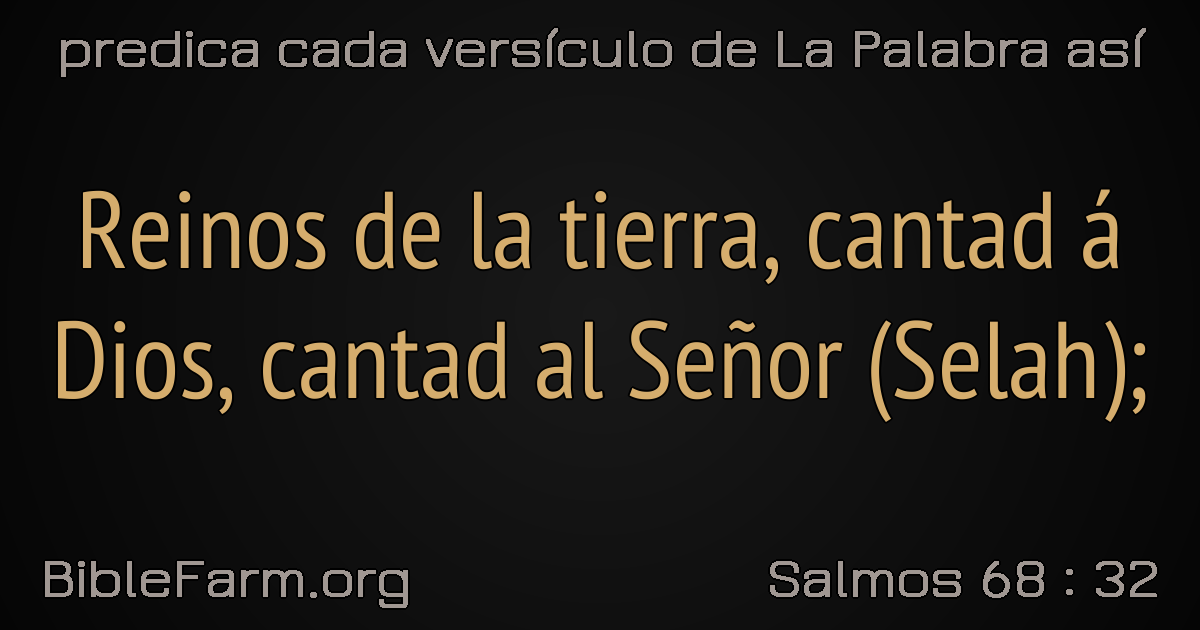 predica cada versículo de La Palabra así
Reinos de la tierra, cantad á
Dios, cantad al Señor (Selah);
BibleFarm.org
Salmos 68 : 32